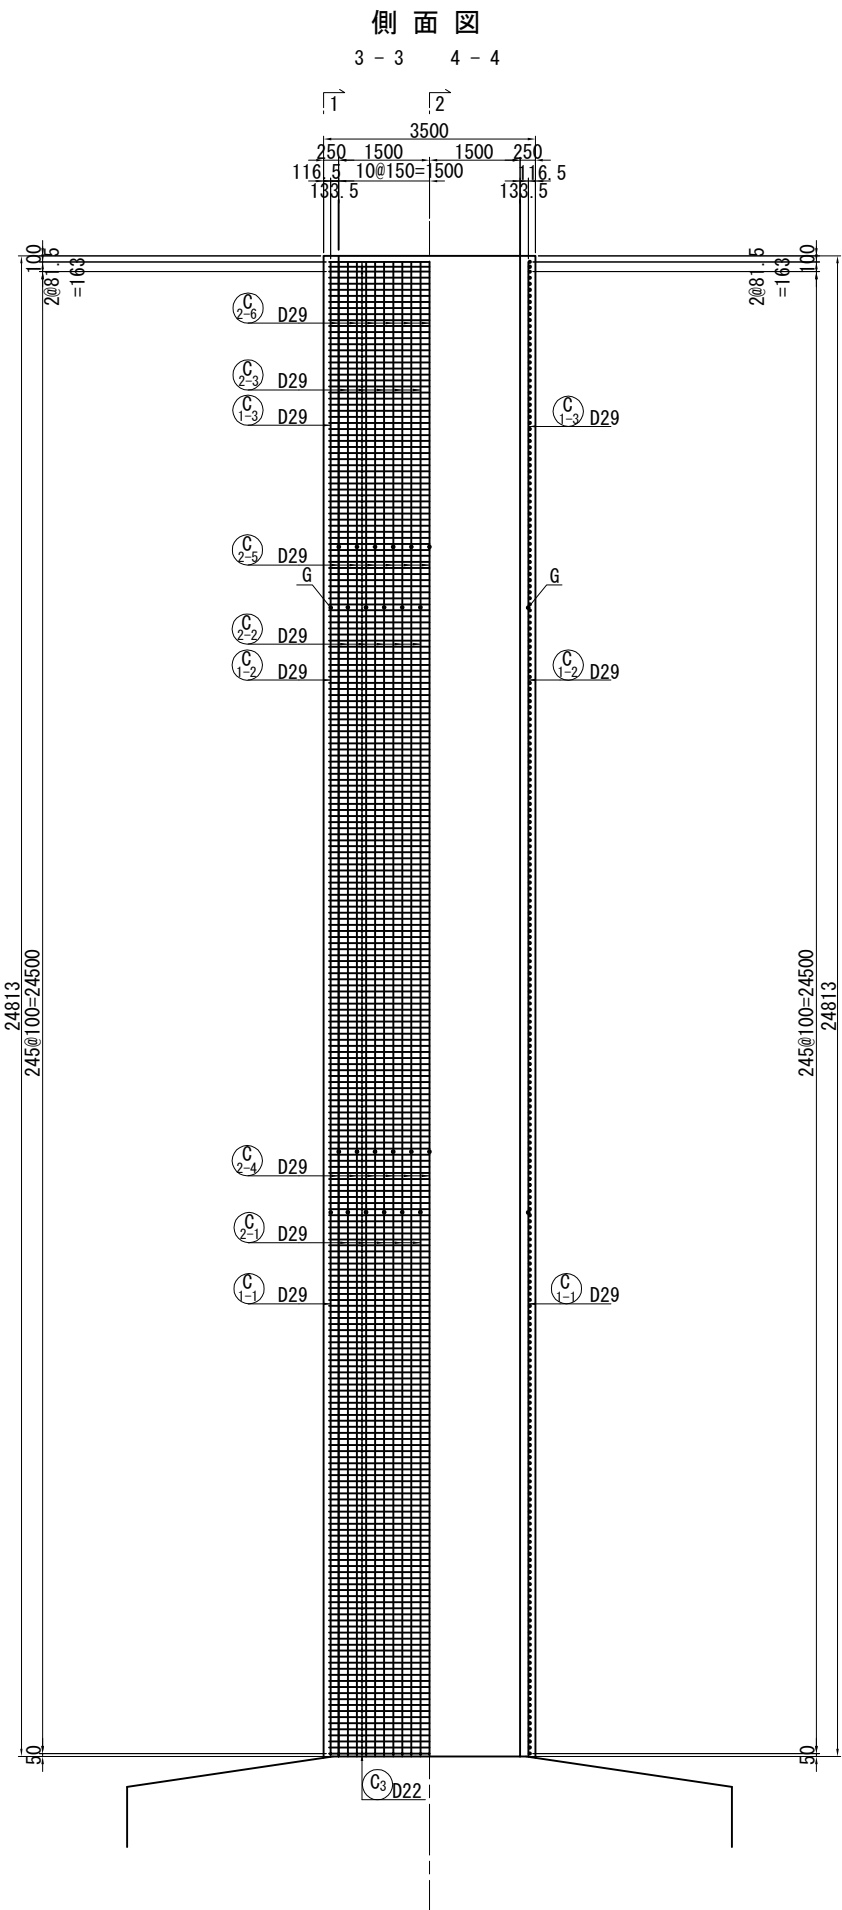 側面図
3-3 4-4
1 2
3500
250 1500 1500 250
116.5 10@150=1500 116.5
133.5 133.5
100 100
2@81.5 =163 2@81.5 =163
C 2-6 D29
C 2-3 D29
C 1-3 D29 C 1-3 D29
C 2-5 D29
G G
C 2-2 D29
C 1-2 D29 C 1-2 D29
24813 245@100=24500 245@100=24500 24813
C 2-4 D29
C 2-1 D29
C 1-1 D29 C 1-1 D29
50 50
C3 D22